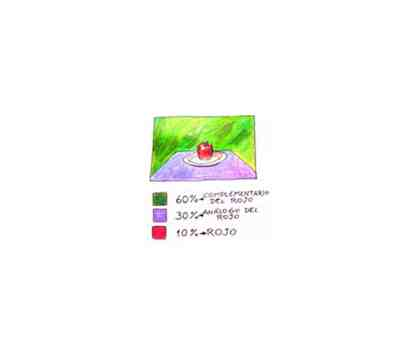 60%→COMPLEMENTARIO
DEL ROJO
30%→ANÁLOGO DEL
ROJO
10%→ROJO